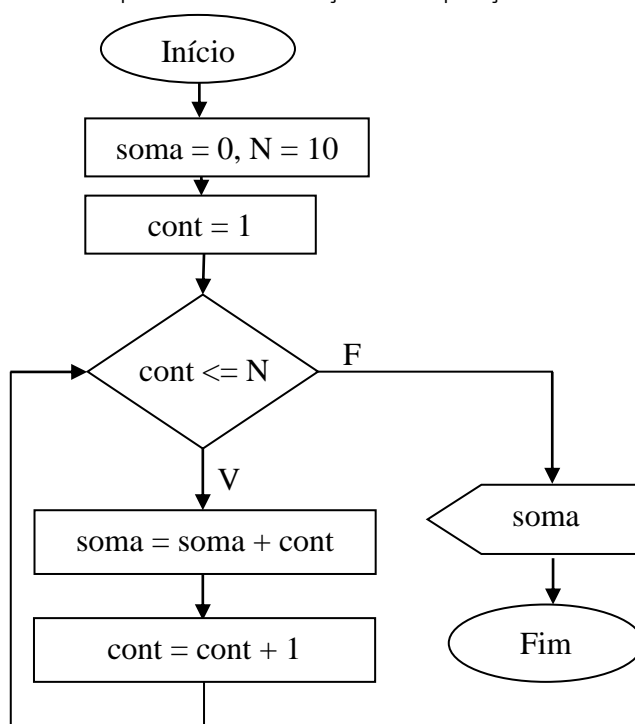 Início
soma = 0, N = 10
cont = 1
cont <= N
F
V
soma = soma + cont
soma
cont = cont + 1
Fim